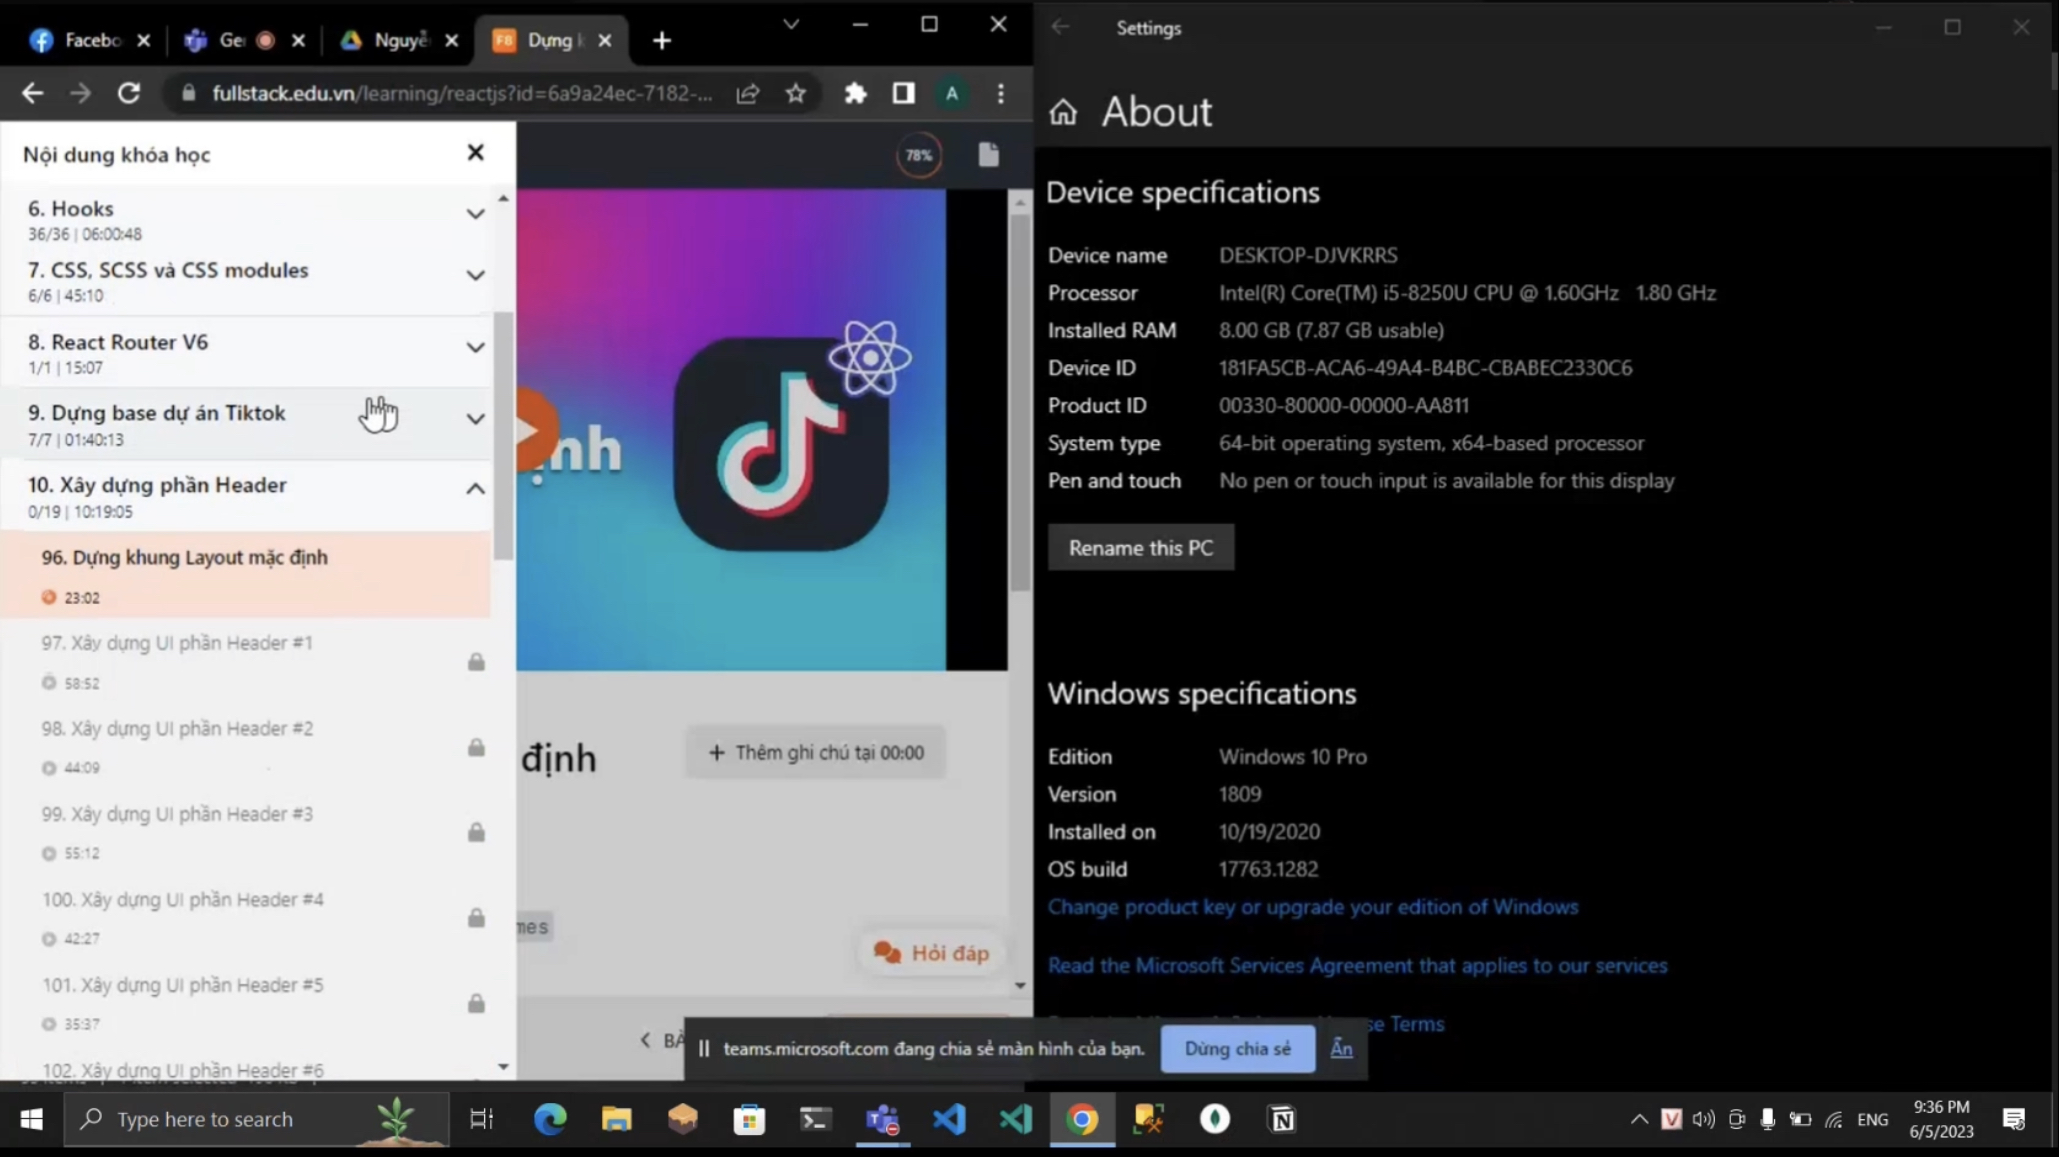 Facebo
Ge
Nguyễ
F8
Dựng k
fullstack.edu.vn/learning/reactjs?id=6a9a24ec-7182-...
A
Nội dung khóa học
6. Hooks
36/36 | 06:00:48
7. CSS, SCSS và CSS modules
6/6 | 45:10
8. React Router V6
1/1 | 15:07
9. Dựng base dự án Tiktok
7/7 | 01:40:13
10. Xây dựng phần Header
0/19 | 10:19:05
96. Dựng khung Layout mặc định
23:02
97. Xây dựng UI phần Header #1
58:52
98. Xây dựng UI phần Header #2
44:09
99. Xây dựng UI phần Header #3
55:12
100. Xây dựng UI phần Header #4
42:27
101. Xây dựng UI phần Header #5
35:37
102. Xây dựng UI phần Header #6
78%
ịnh
định
+ Thêm ghi chú tại 00:00
mes
Hỏi đáp
BÀ
Settings
About
Device specifications
Device name DESKTOP-DJVKRRS
Processor Intel(R) Core(TM) i5-8250U CPU @ 1.60GHz 1.80 GHz
Installed RAM 8.00 GB (7.87 GB usable)
Device ID 181FA5CB-ACA6-49A4-B4BC-CBABEC2330C6
Product ID 00330-80000-00000-AA811
System type 64-bit operating system, x64-based processor
Pen and touch No pen or touch input is available for this display
Rename this PC
Windows specifications
Edition Windows 10 Pro
Version 1809
Installed on 10/19/2020
OS build 17763.1282
Change product key or upgrade your edition of Windows
Read the Microsoft Services Agreement that applies to our services
se Terms
teams.microsoft.com đang chia sẻ màn hình của bạn.
Dừng chia sẻ
Ẩn
Type here to search
ENG
9:36 PM
6/5/2023